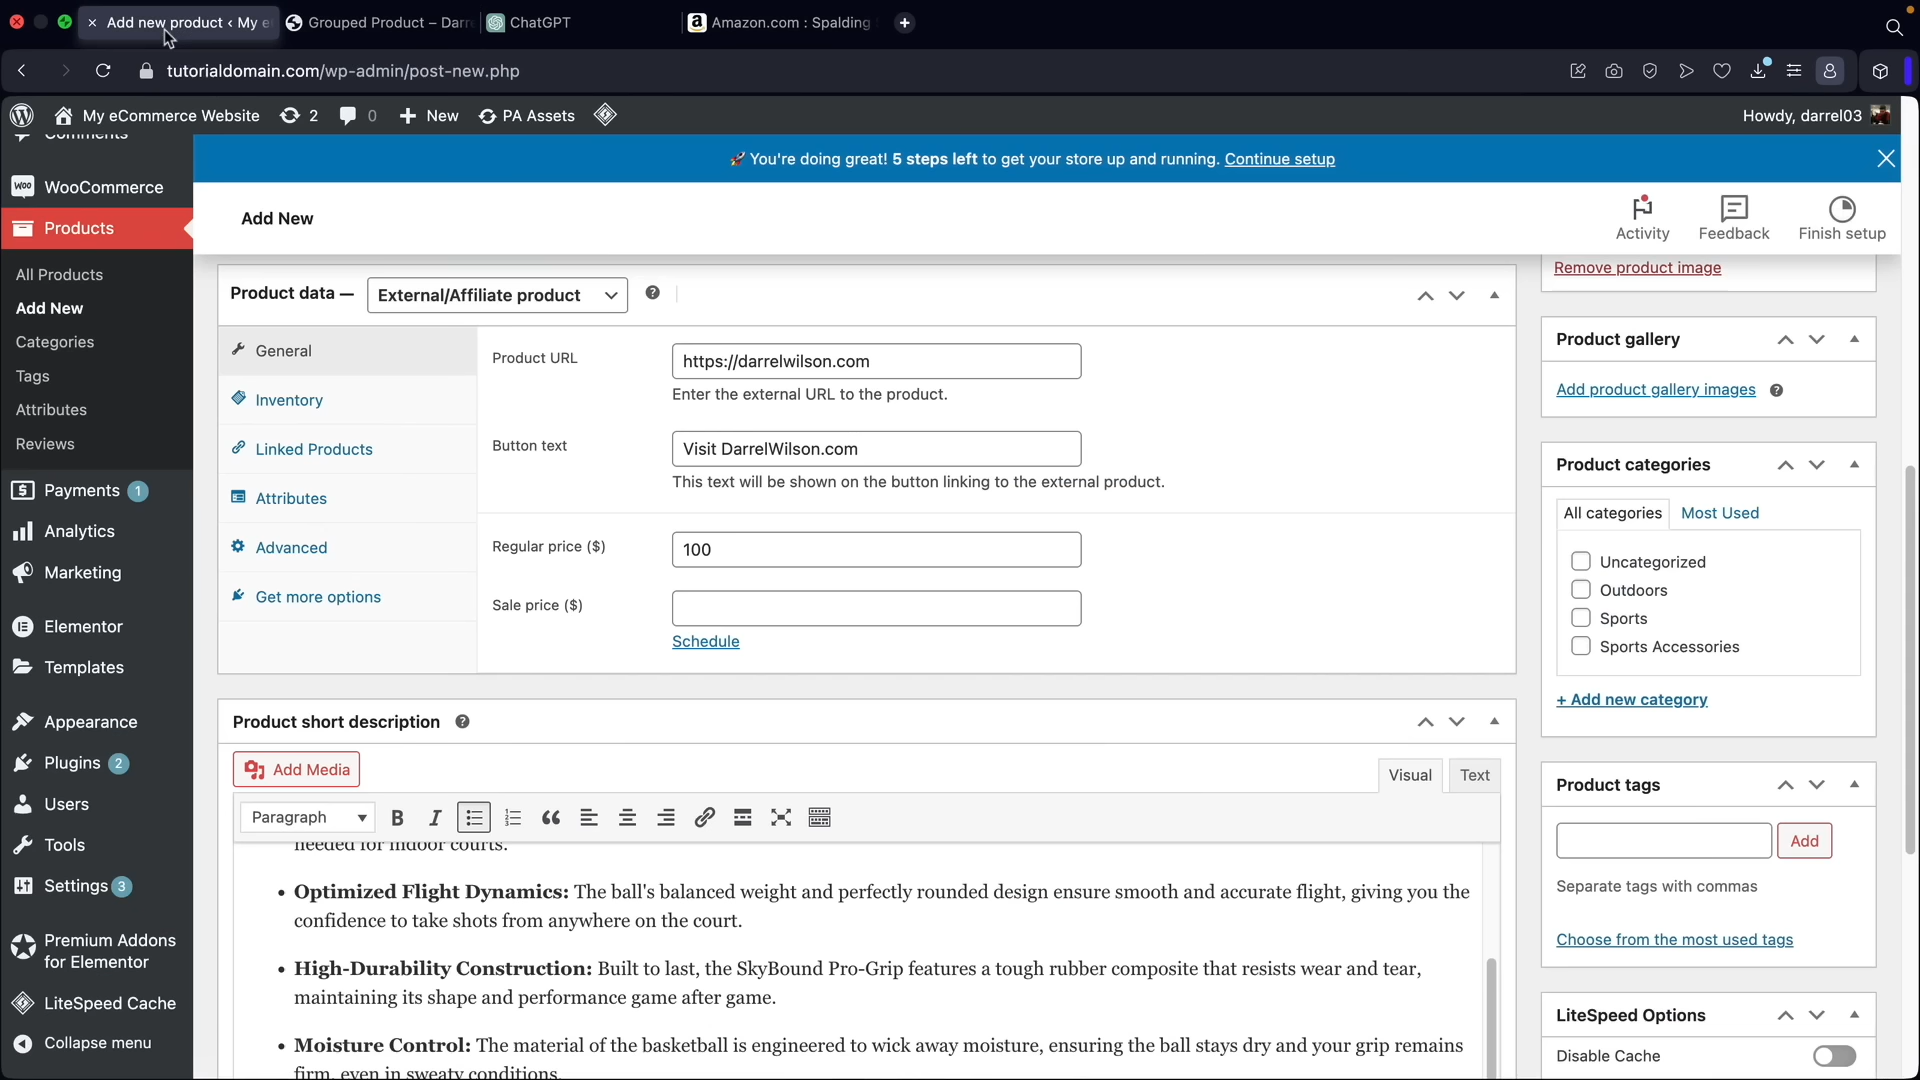 Add new product ‹ My e
Grouped Product – Darre
ChatGPT
Amazon.com : Spalding
tutorialdomain.com/wp-admin/post-new.php
My eCommerce Website
2
0
New
PA Assets
Howdy, darrel03
Comments
🚀 You're doing great! 5 steps left to get your store up and running. Continue setup
WooCommerce
Products
Add New
Activity
Feedback
Finish setup
All Products
Add New
Categories
Tags
Attributes
Reviews
Payments 1
Analytics
Marketing
Elementor
Templates
Appearance
Plugins 2
Users
Tools
Settings 3
Premium Addons
for Elementor
LiteSpeed Cache
Collapse menu
Product data —
External/Affiliate product
General
Inventory
Linked Products
Attributes
Advanced
Get more options
Product URL
https://darrelwilson.com
Enter the external URL to the product.
Button text
Visit DarrelWilson.com
This text will be shown on the button linking to the external product.
Regular price ($)
100
Sale price ($)
Schedule
Product short description
Add Media
Visual
Text
Paragraph
needed for indoor courts.
• Optimized Flight Dynamics: The ball's balanced weight and perfectly rounded design ensure smooth and accurate flight, giving you the
confidence to take shots from anywhere on the court.
• High-Durability Construction: Built to last, the SkyBound Pro-Grip features a tough rubber composite that resists wear and tear,
maintaining its shape and performance game after game.
• Moisture Control: The material of the basketball is engineered to wick away moisture, ensuring the ball stays dry and your grip remains
firm, even in sweaty conditions.
Remove product image
Product gallery
Add product gallery images
Product categories
All categories
Most Used
Uncategorized
Outdoors
Sports
Sports Accessories
+ Add new category
Product tags
Add
Separate tags with commas
Choose from the most used tags
LiteSpeed Options
Disable Cache